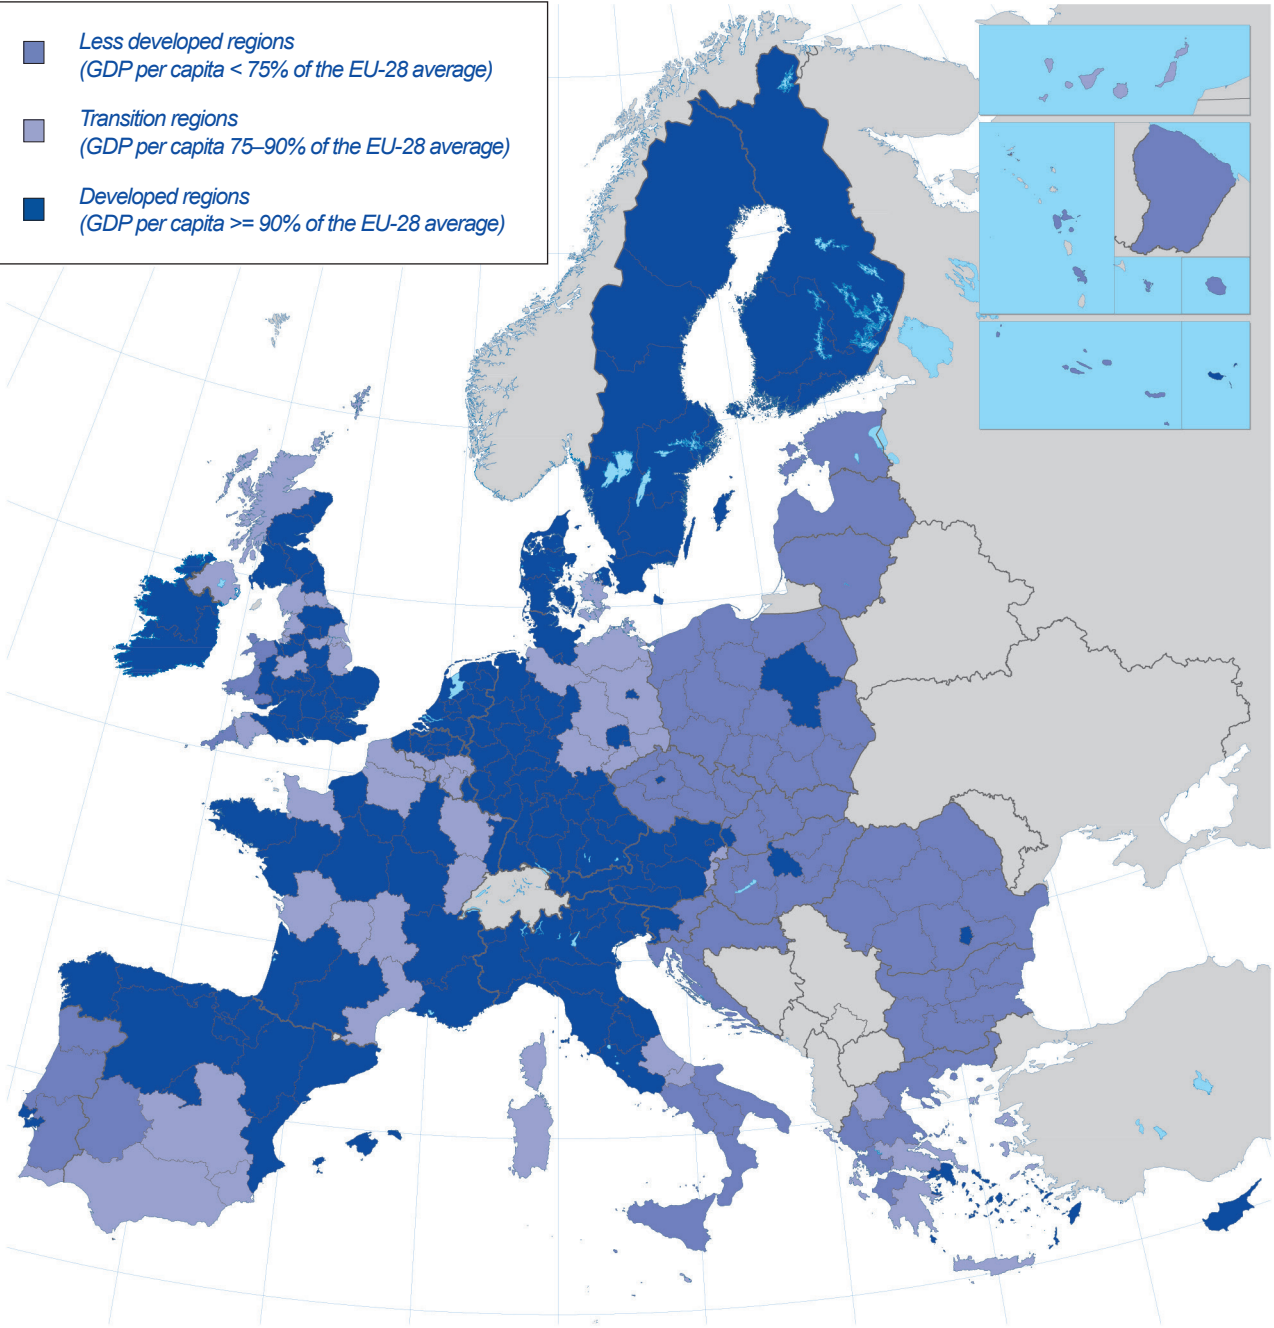 Less developed regions
(GDP per capita < 75% of the EU-28 average)
Transition regions
(GDP per capita 75–90% of the EU-28 average)
Developed regions
(GDP per capita >= 90% of the EU-28 average)